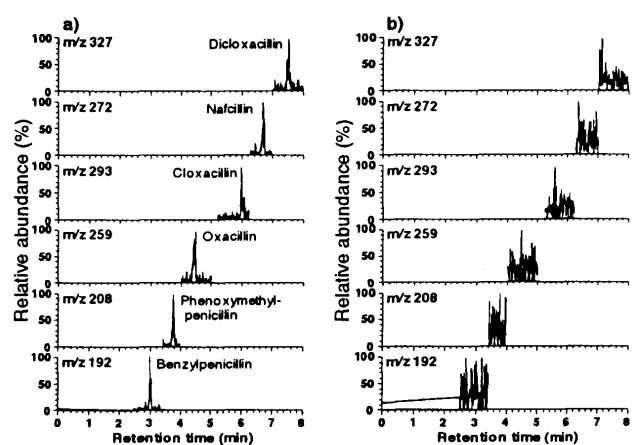 a)
Relative abundance (%)
100
50
0
m/z 327
Dicloxacillin
100
50
0
m/z 272
Nafcillin
100
50
0
m/z 293
Cloxacillin
100
50
0
m/z 259
Oxacillin
100
50
0
m/z 208
Phenoxymethyl-
penicillin
100
50
0
m/z 192
Benzylpenicillin
0 1 2 3 4 5 6 7 8
Retention time (min)
b)
Relative abundance (%)
100
50
0
m/z 327
100
50
0
m/z 272
100
50
0
m/z 293
100
50
0
m/z 259
100
50
0
m/z 208
100
50
0
m/z 192
0 1 2 3 4 5 6 7 8
Retention time (min)